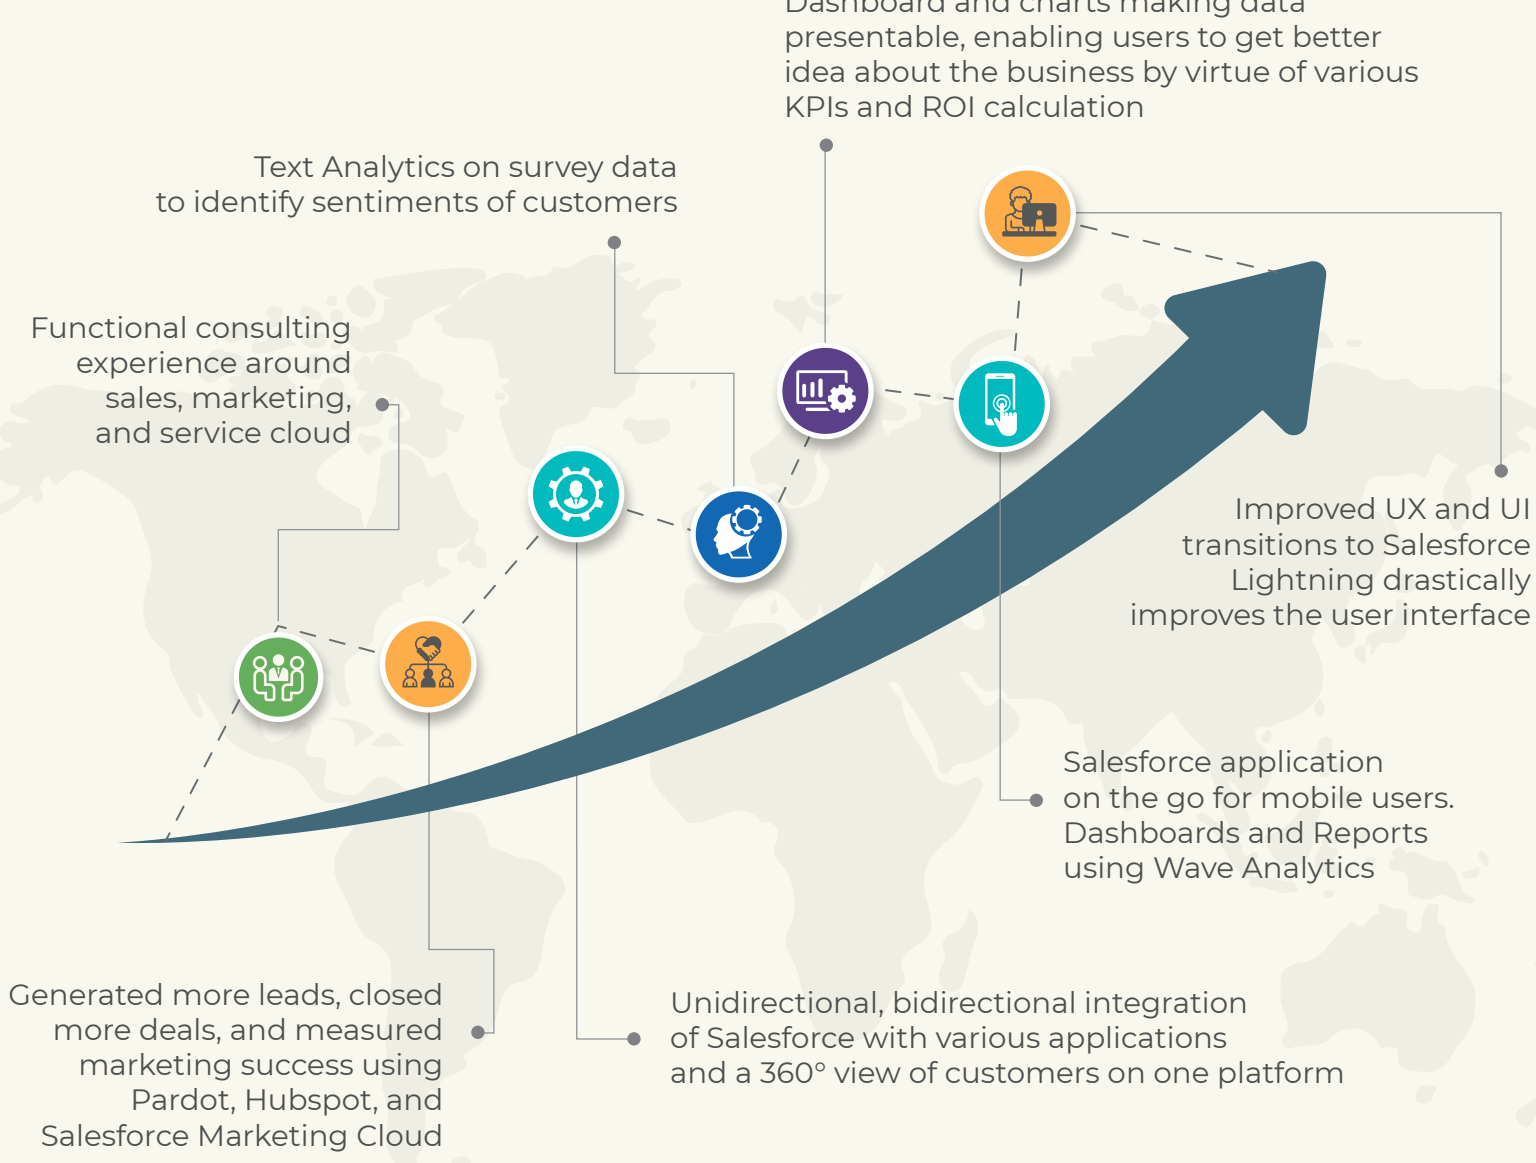 Dashboard and charts making data
presentable, enabling users to get better
idea about the business by virtue of various
KPIs and ROI calculation
Text Analytics on survey data
to identify sentiments of customers
Functional consulting
experience around
sales, marketing,
and service cloud
Improved UX and UI
transitions to Salesforce
Lightning drastically
improves the user interface
Salesforce application
on the go for mobile users.
Dashboards and Reports
using Wave Analytics
Generated more leads, closed
more deals, and measured
marketing success using
Pardot, Hubspot, and
Salesforce Marketing Cloud
Unidirectional, bidirectional integration
of Salesforce with various applications
and a 360° view of customers on one platform